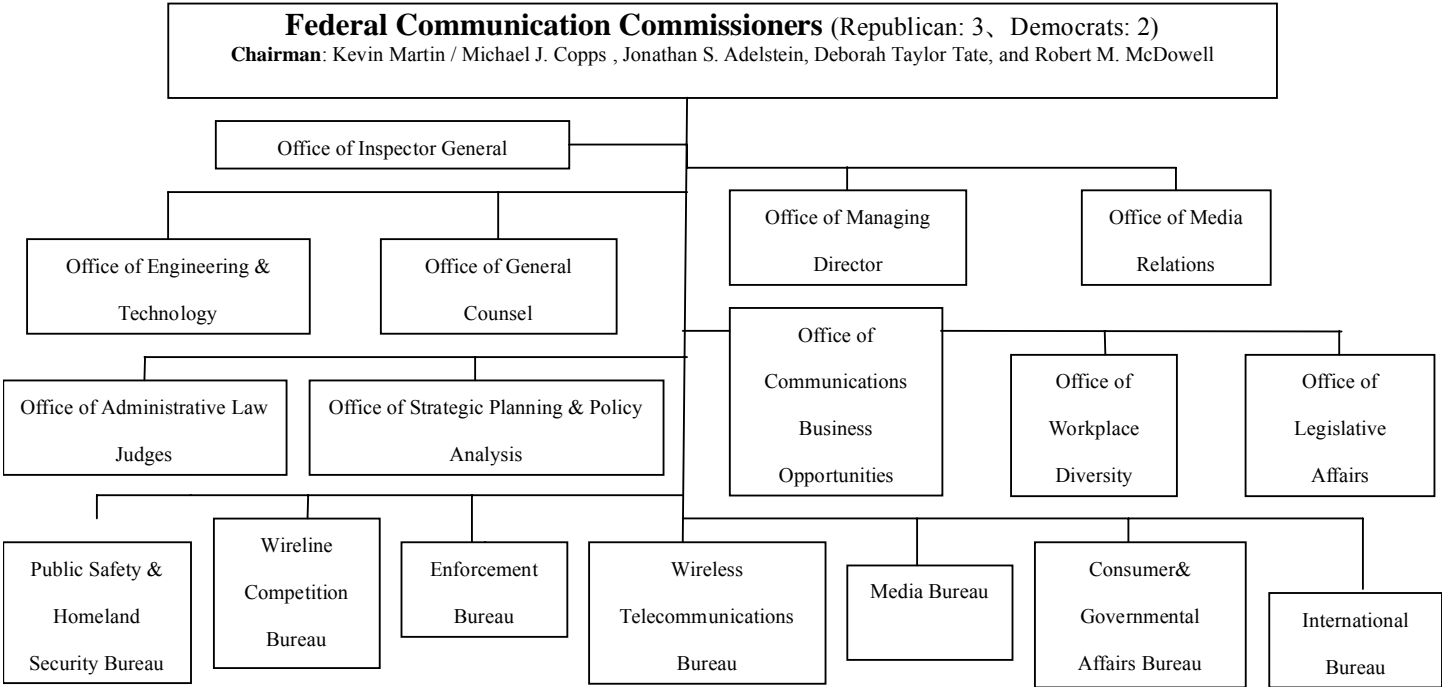 Federal Communication Commissioners (Republican: 3、Democrats: 2)
Chairman: Kevin Martin / Michael J. Copps , Jonathan S. Adelstein, Deborah Taylor Tate, and Robert M. McDowell
Office of Inspector General
Office of Managing
Director
Office of Media
Relations
Office of Engineering &
Technology
Office of General
Counsel
Office of
Communications
Business
Opportunities
Office of
Workplace
Diversity
Office of
Legislative
Affairs
Office of Administrative Law
Judges
Office of Strategic Planning & Policy
Analysis
Public Safety &
Homeland
Security Bureau
Wireline
Competition
Bureau
Enforcement
Bureau
Wireless
Telecommunications
Bureau
Media Bureau
Consumer&
Governmental
Affairs Bureau
International
Bureau